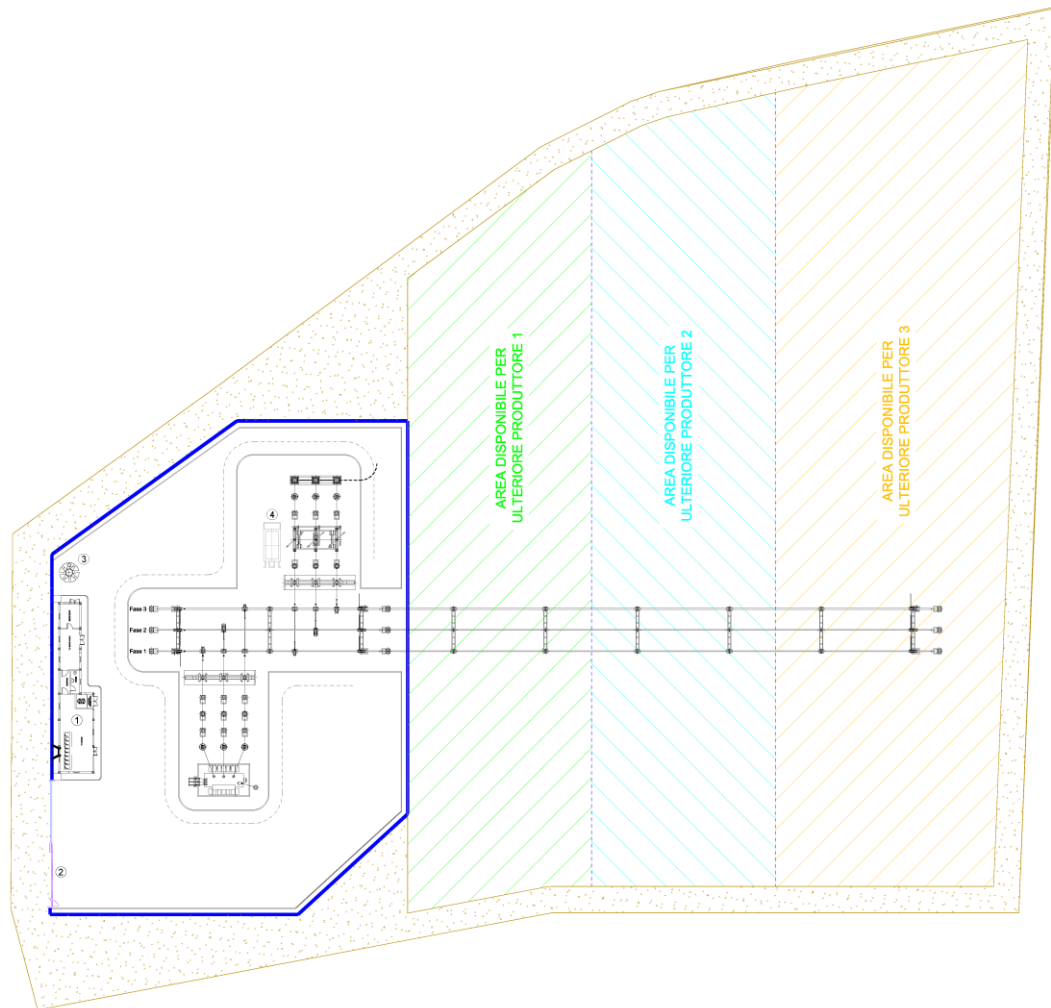 AREA DISPONIBILE PER
ULTERIORE PRODUTTORE 1
AREA DISPONIBILE PER
ULTERIORE PRODUTTORE 2
AREA DISPONIBILE PER
ULTERIORE PRODUTTORE 3
4
3
Fase 3
Fase 2
Fase 1
1
2